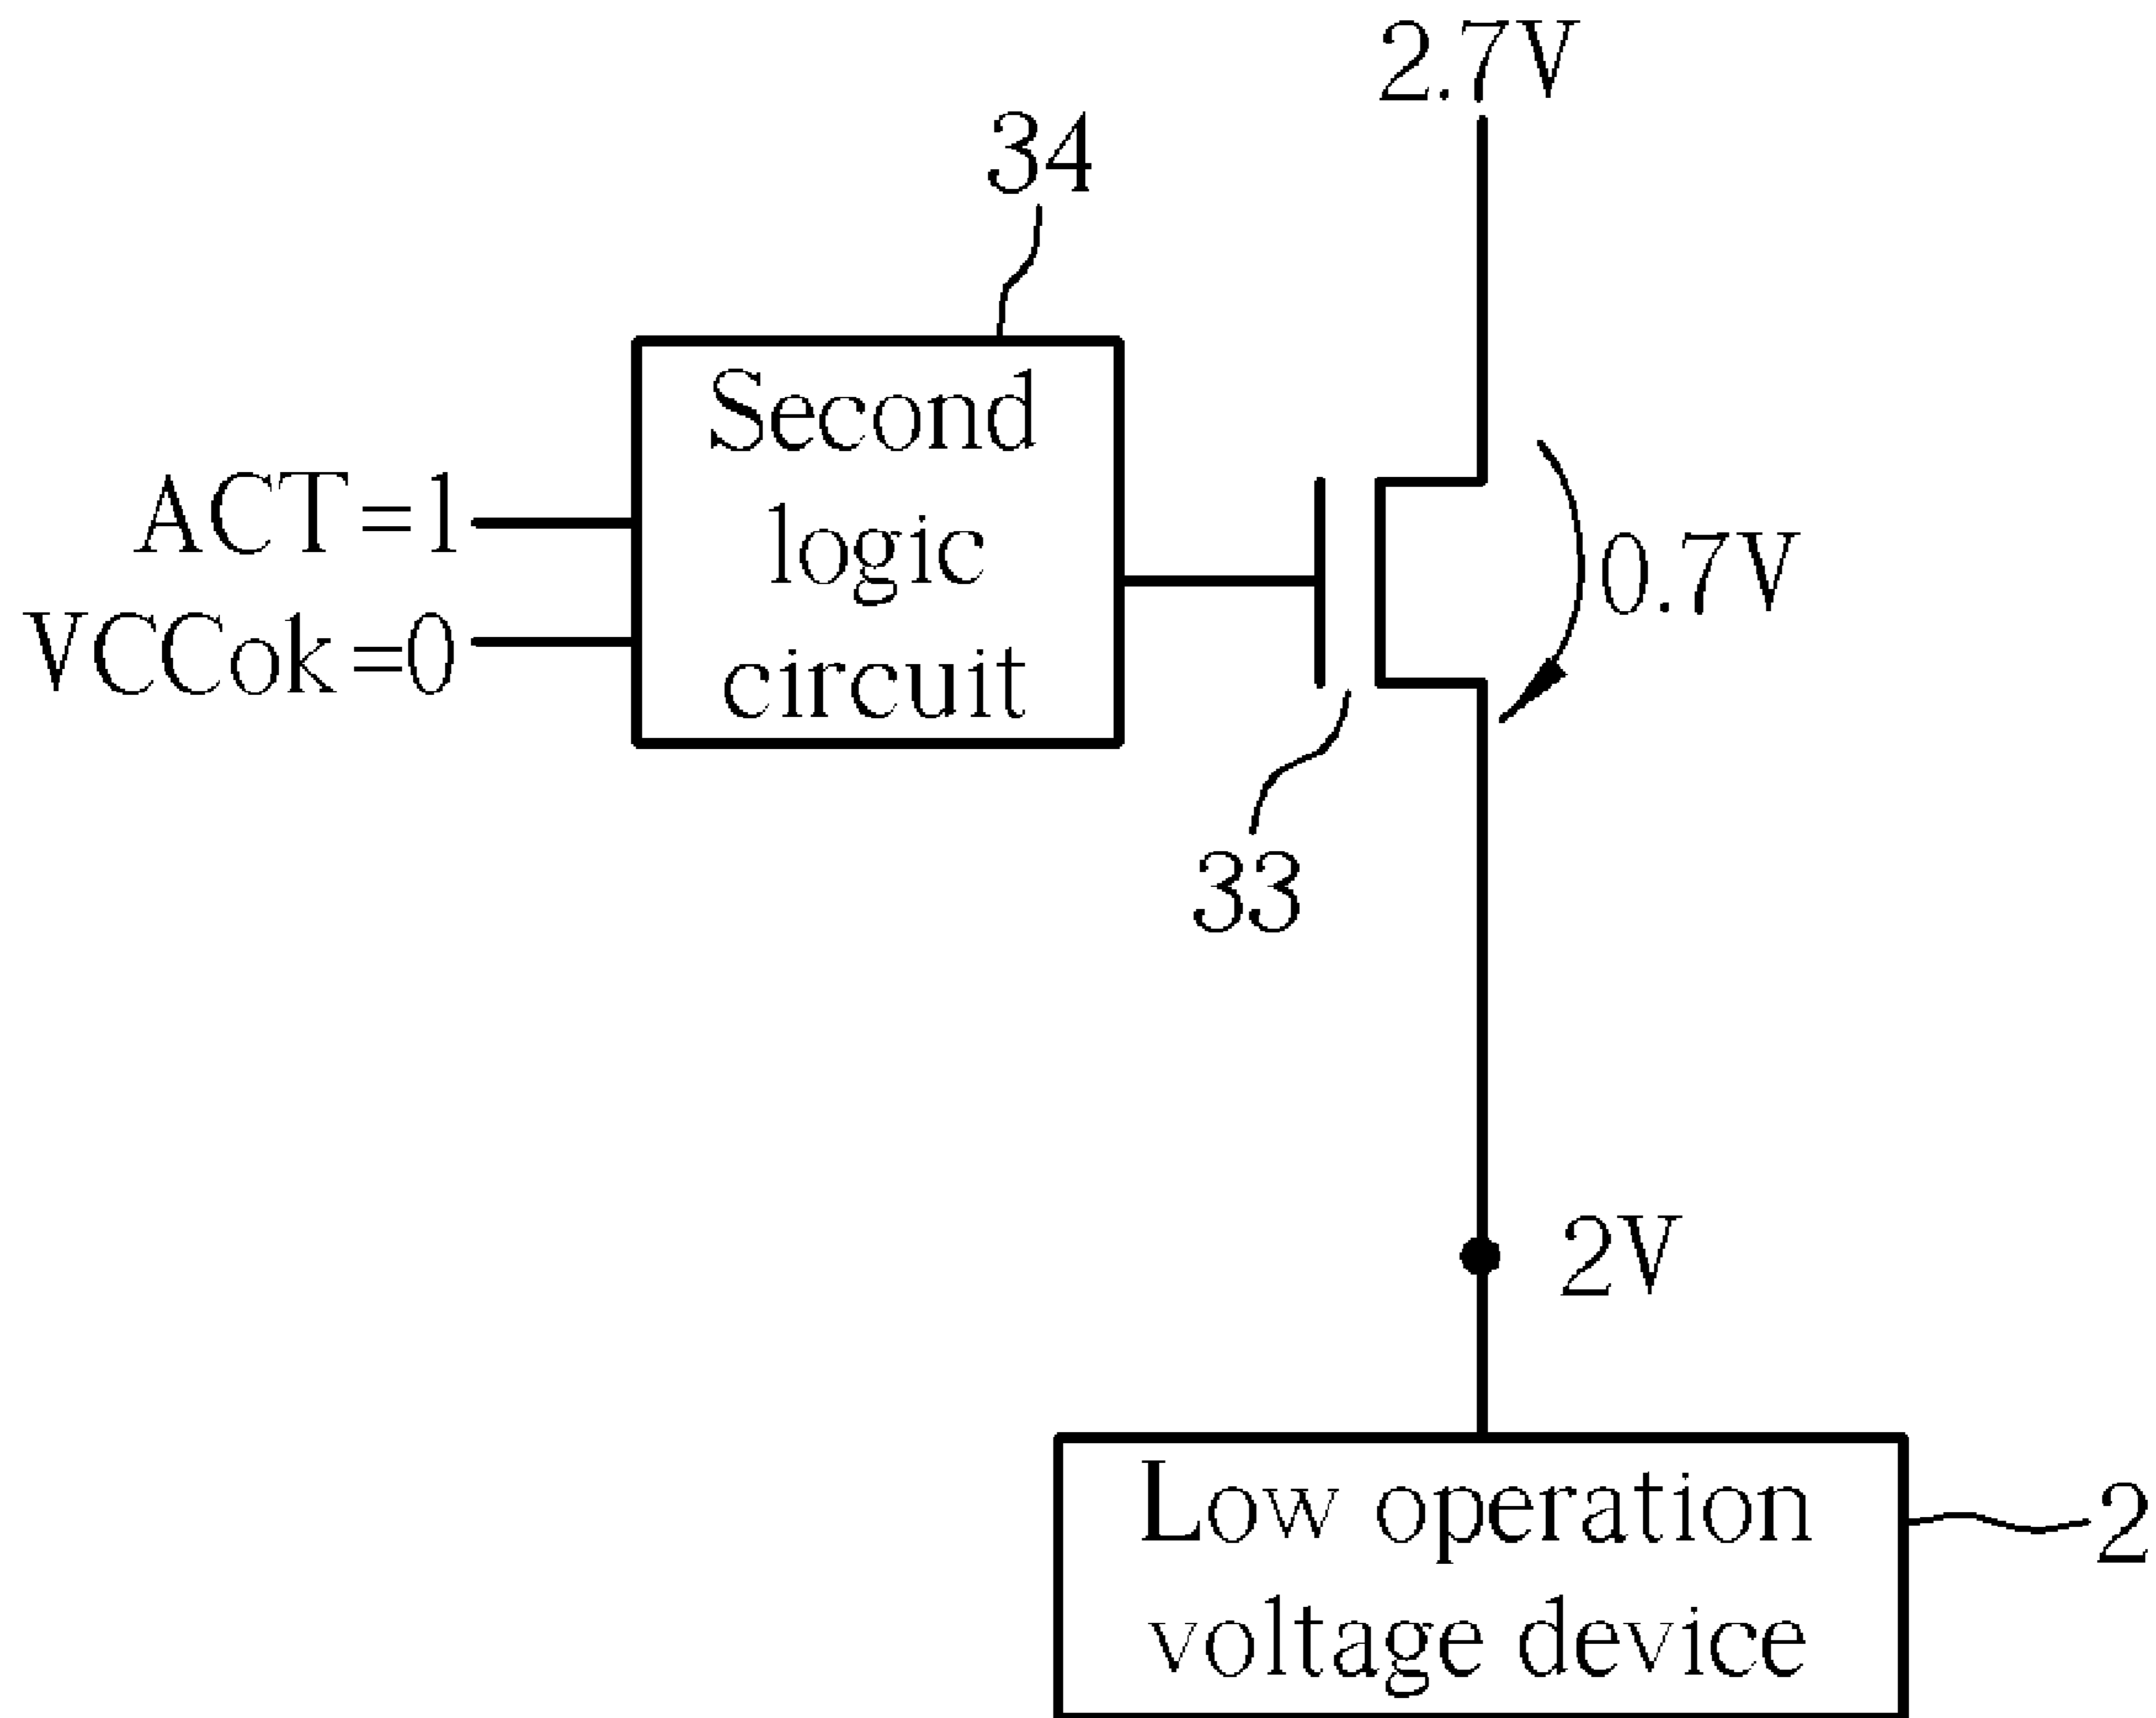 2.7V
34
Second
logic
circuit
ACT=1
VCCok=0
0.7V
33
2V
Low operation
voltage device
2